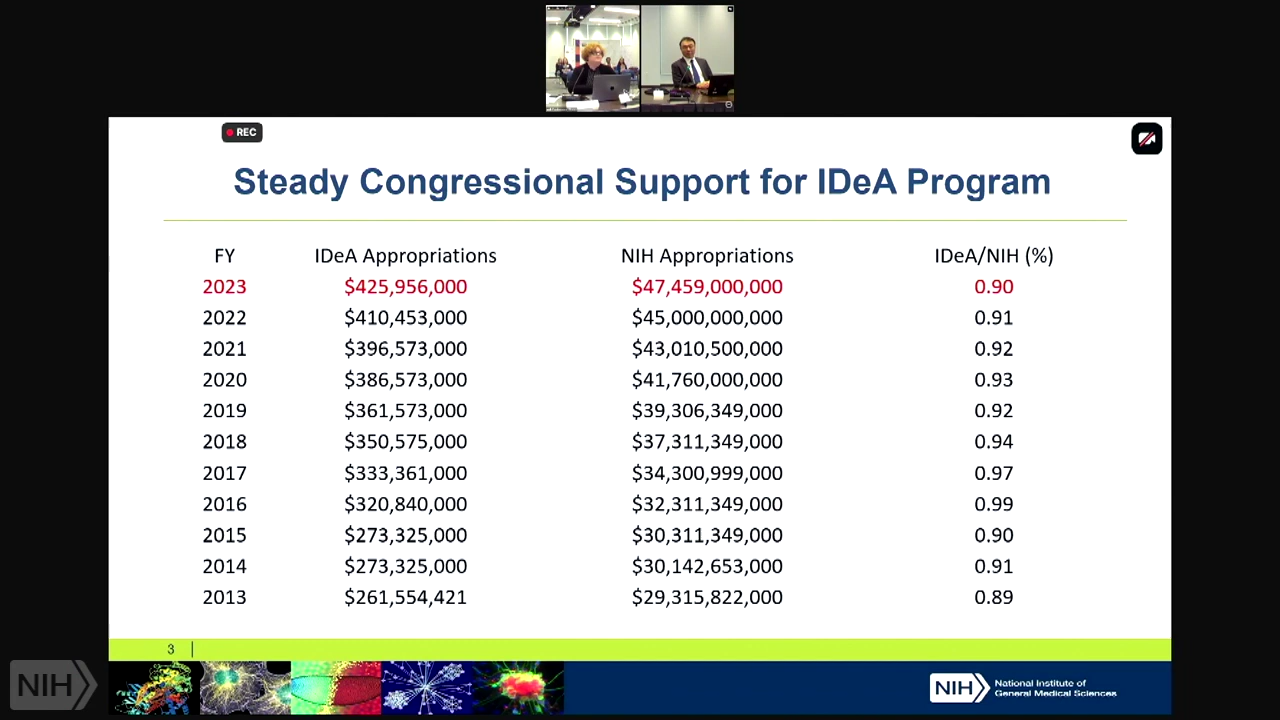 REC
Steady Congressional Support for IDeA Program
FY IDeA Appropriations NIH Appropriations IDeA/NIH (%)
2023 $425,956,000 $47,459,000,000 0.90
2022 $410,453,000 $45,000,000,000 0.91
2021 $396,573,000 $43,010,500,000 0.92
2020 $386,573,000 $41,760,000,000 0.93
2019 $361,573,000 $39,306,349,000 0.92
2018 $350,575,000 $37,311,349,000 0.94
2017 $333,361,000 $34,300,999,000 0.97
2016 $320,840,000 $32,311,349,000 0.99
2015 $273,325,000 $30,311,349,000 0.90
2014 $273,325,000 $30,142,653,000 0.91
2013 $261,554,421 $29,315,822,000 0.89
3
NIH
NIH
National Institute of
General Medical Sciences